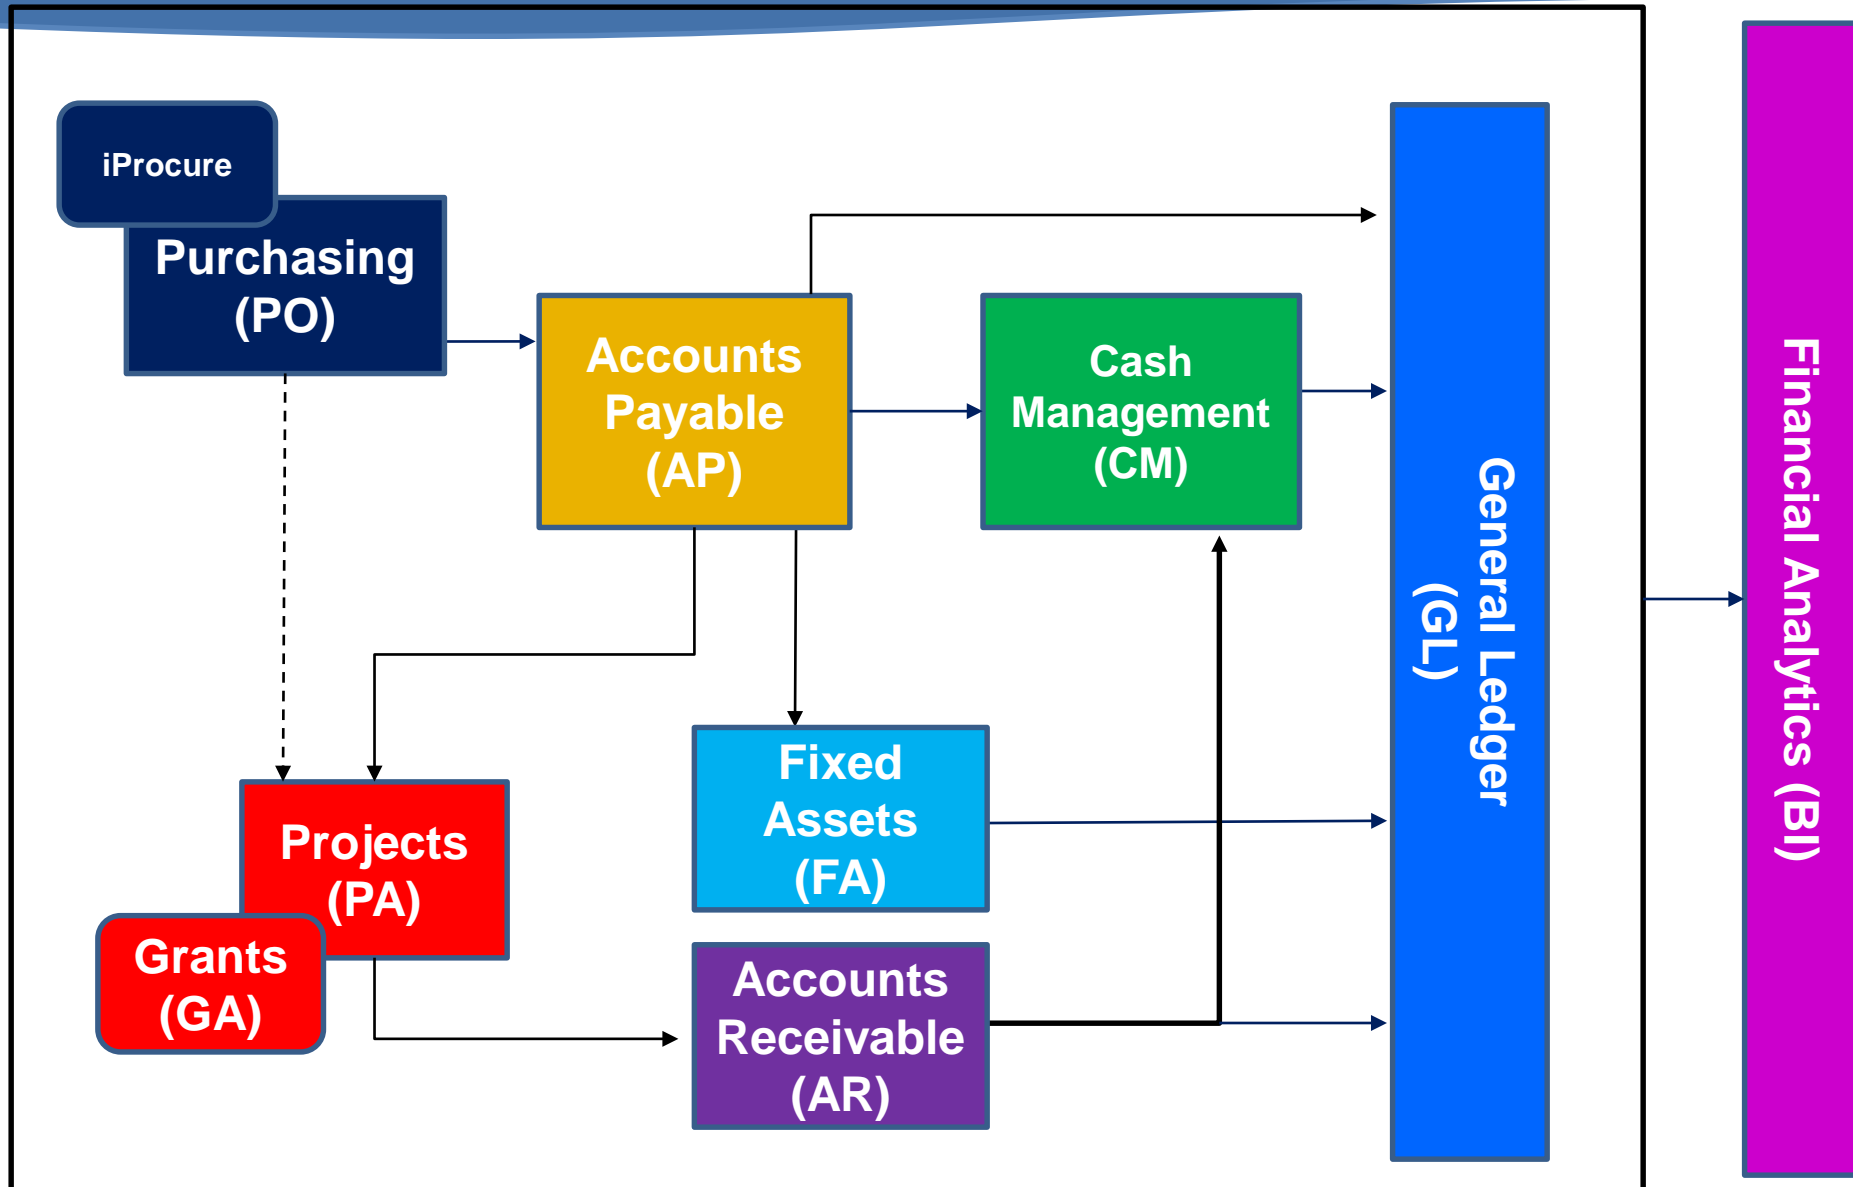 iProcure
Purchasing
(PO)
Accounts
Payable
(AP)
Cash
Management
(CM)
General Ledger
(GL)
Financial Analytics (BI)
Fixed
Assets
(FA)
Projects
(PA)
Grants
(GA)
Accounts
Receivable
(AR)